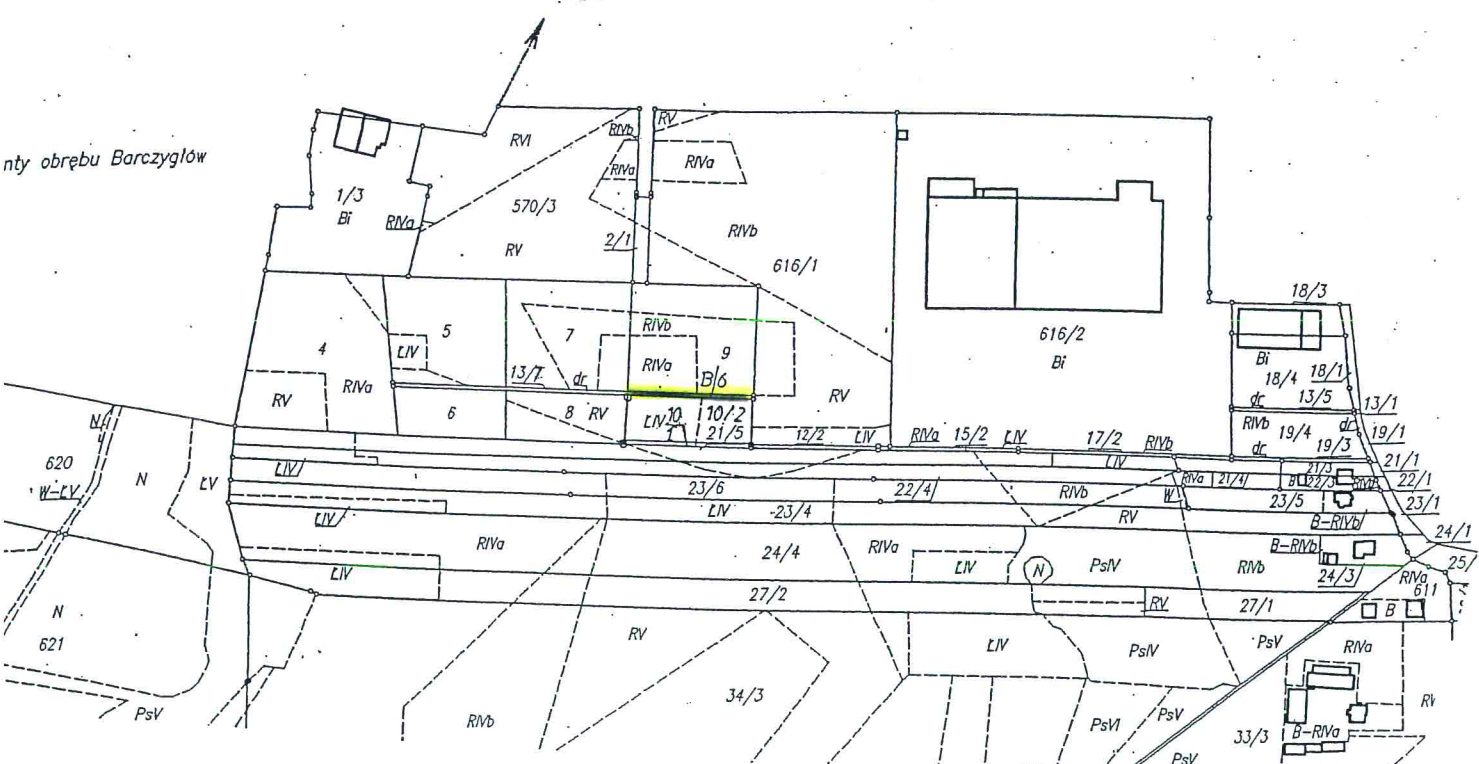 nty obrębu Barczygłów
RVI
RIVb
RV
RIVa
RIVa
1/3
Bi
RIVa
570/3
RV
2/1
RIVb
616/1
18/3
616/2
Bi
Bi
18/4
18/1
4
5
7
RIVb
9
ŁIV
RIVa
13/7
dr
RV
RIVa
6
8
RV
ŁIV
10/2
21/5
12/2
ŁIV
RV
RIVa
15/2
ŁIV
17/2
RIVb
dr
13/5
13/1
RIVb
19/4
dr
dr
19/3
19/1
21/1
22/1
23/1
620
W-ŁV
N
N
ŁV
ŁIV
23/6
22/4
RIVb
ŁIV
RIVa
21/4
B
21/3
22/3
W
23/5
ŁIV
ŁIV
23/4
RV
B-RIVb
24/1
RIVa
24/4
RIVa
ŁIV
N
PsIV
RIVb
B-RIVb
24/3
25/
RIVa
611
ŁIV
27/2
RV
27/1
B
N
621
RV
ŁIV
PsIV
PsV
RIVa
PsV
RIVb
34/3
PsVI
PsV
PsV
33/3
B-RIVa